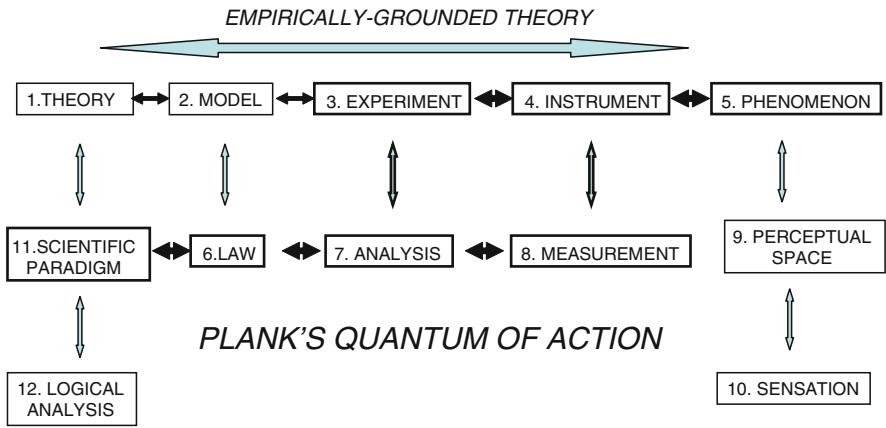 EMPIRICALLY-GROUNDED THEORY
1.THEORY
2. MODEL
3. EXPERIMENT
4. INSTRUMENT
5. PHENOMENON
11.SCIENTIFIC
PARADIGM
6.LAW
7. ANALYSIS
8. MEASUREMENT
9. PERCEPTUAL
SPACE
PLANK'S QUANTUM OF ACTION
12. LOGICAL
ANALYSIS
10. SENSATION